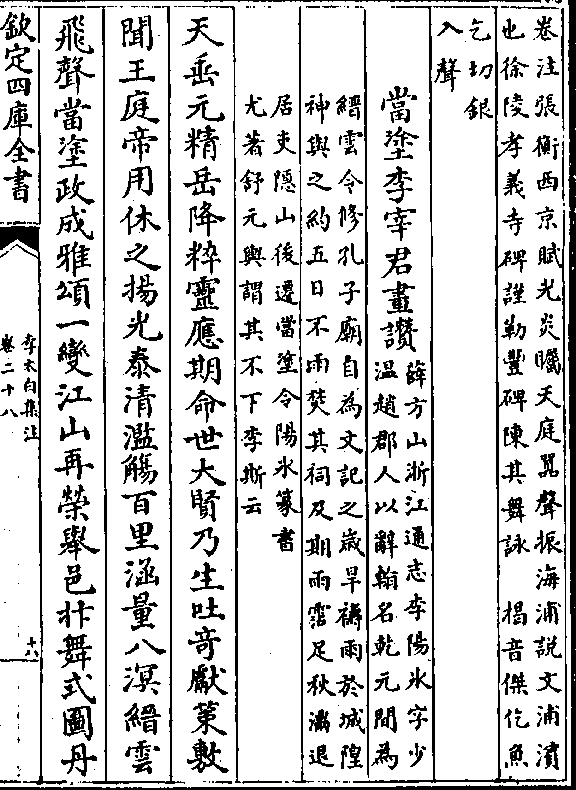 卷注張衡西京賦光炎矚天庭囂聲振海浦說文浦濵
也徐陵孝義寺碑謹勒豐碑陳其舞詠　楬音傑仡魚
乞切銀
入聲
當塗李宰君畫讚
薛方山浙江通志李陽氷字少
温趙郡人以辭翰名乾元間為
縉雲令修孔子廟自為文記之歲旱禱雨於城隍
神與之約五日不雨焚其祠及期雨霑足秩滿退
居吏隱山後遷當塗令陽氷篆書
尤著舒元輿謂其不下李斯云
天垂元精岳降粹靈應期命世大賢乃生吐奇獻策敷
聞王庭帝用休之揚光泰清濫觴百里涵量八溟縉雲
飛聲當塗政成雅頌一變江山再榮舉邑抃舞式圖丹
欽定四庫全書
李太白集注
卷二十八
十六